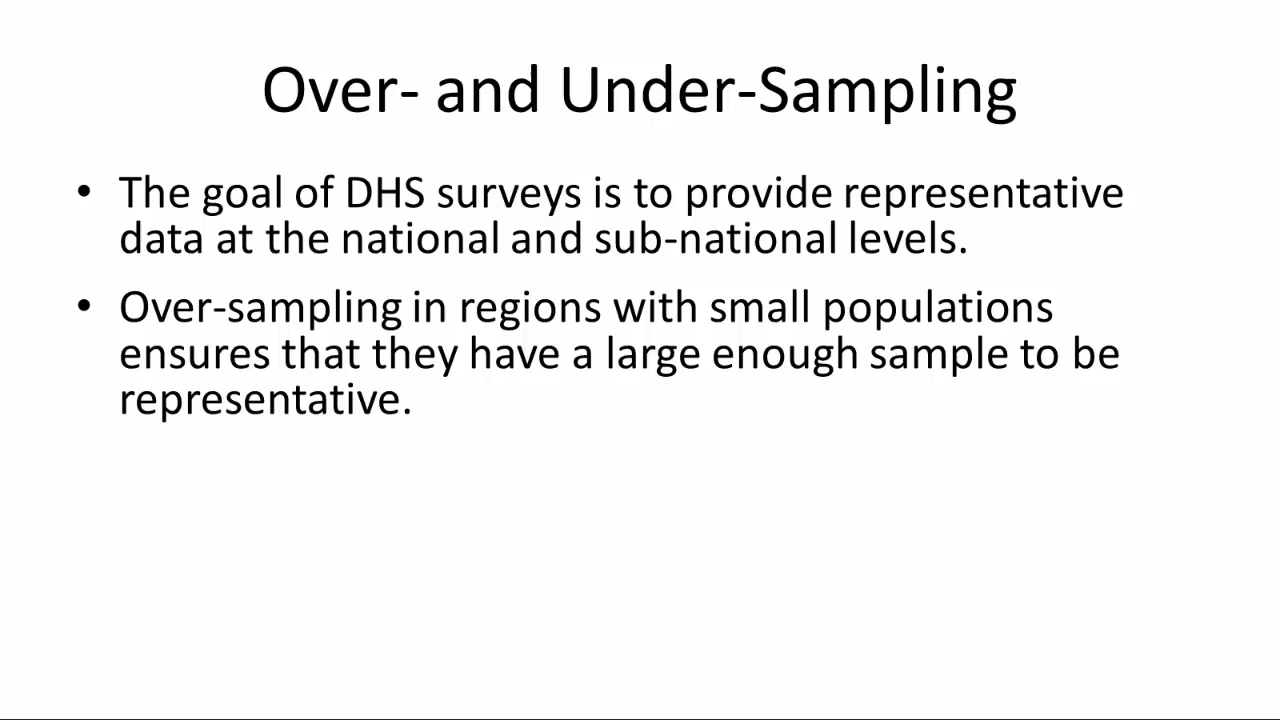 Over- and Under-Sampling
• The goal of DHS surveys is to provide representative
data at the national and sub-national levels.
• Over-sampling in regions with small populations
ensures that they have a large enough sample to be
representative.